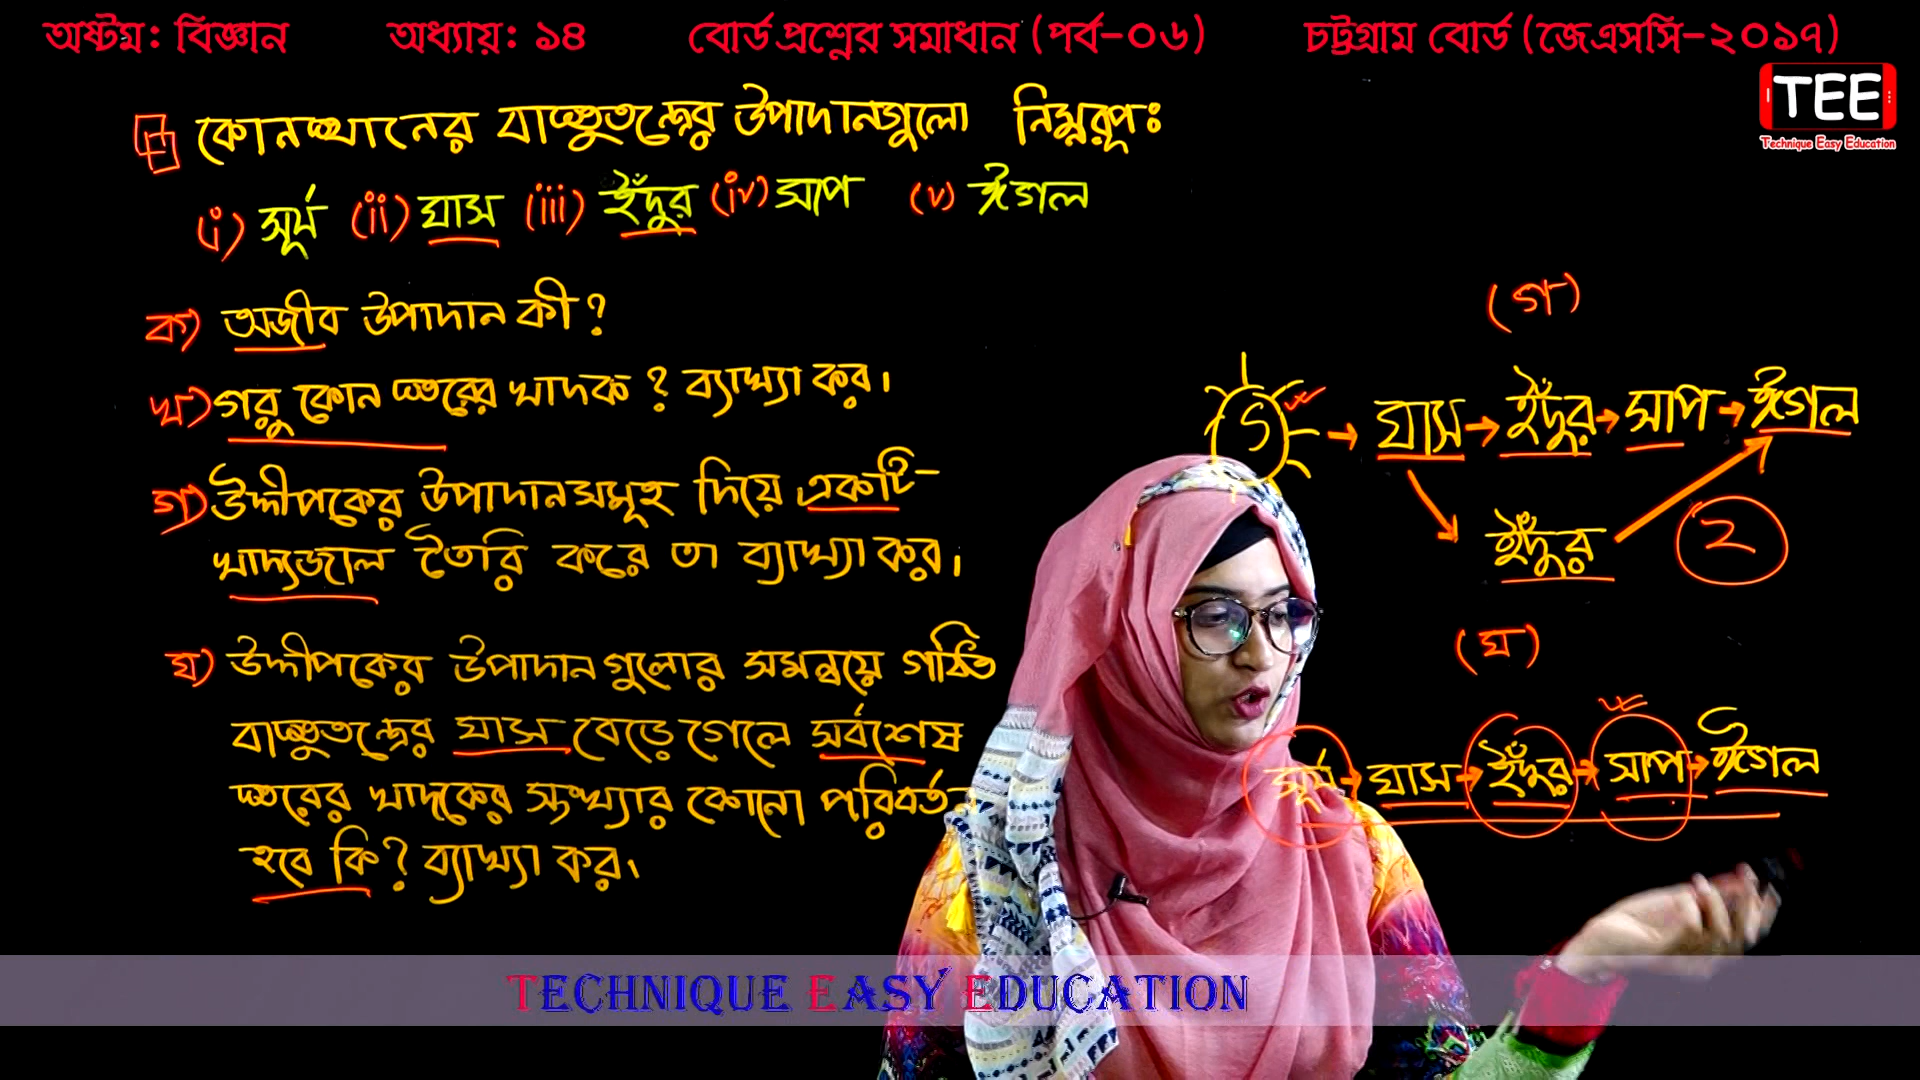 অষ্টম: বিজ্ঞান অধ্যায়: ১৪ বোর্ড প্রশ্নের সমাধান (পর্ব-০৬) চট্টগ্রাম বোর্ড (জেএসসি-২০১৭)
TEE
Technique Easy Education
কোনস্থানের বাস্তুতন্ত্রের উপাদানগুলো নিম্নরূপঃ
(i) সূর্য (ii) ঘাস (iii) ইঁদুর (iv) সাপ (v) ঈগল
ক) অজীব উপাদান কী?
খ) গরু কোন স্তরের খাদক? ব্যাখ্যা কর।
গ) উদ্দীপকের উপাদানসমূহ দিয়ে একটি
খাদ্যজাল তৈরি করে তা ব্যাখ্যা কর।
ঘ) উদ্দীপকের উপাদানগুলোর সমন্বয়ে গঠিত
বাস্তুতন্ত্রের ঘাস বেড়ে গেলে সর্বশেষ
স্তরের খাদকের সংখ্যার কোনো পরিবর্তন
হবে কি? ব্যাখ্যা কর।
(গ)
১ → ঘাস → ইঁদুর → সাপ → ঈগল
ইঁদুর ২
(ঘ)
সূর্য → ঘাস → ইঁদুর → সাপ → ঈগল
TECHNIQUE EASY EDUCATION